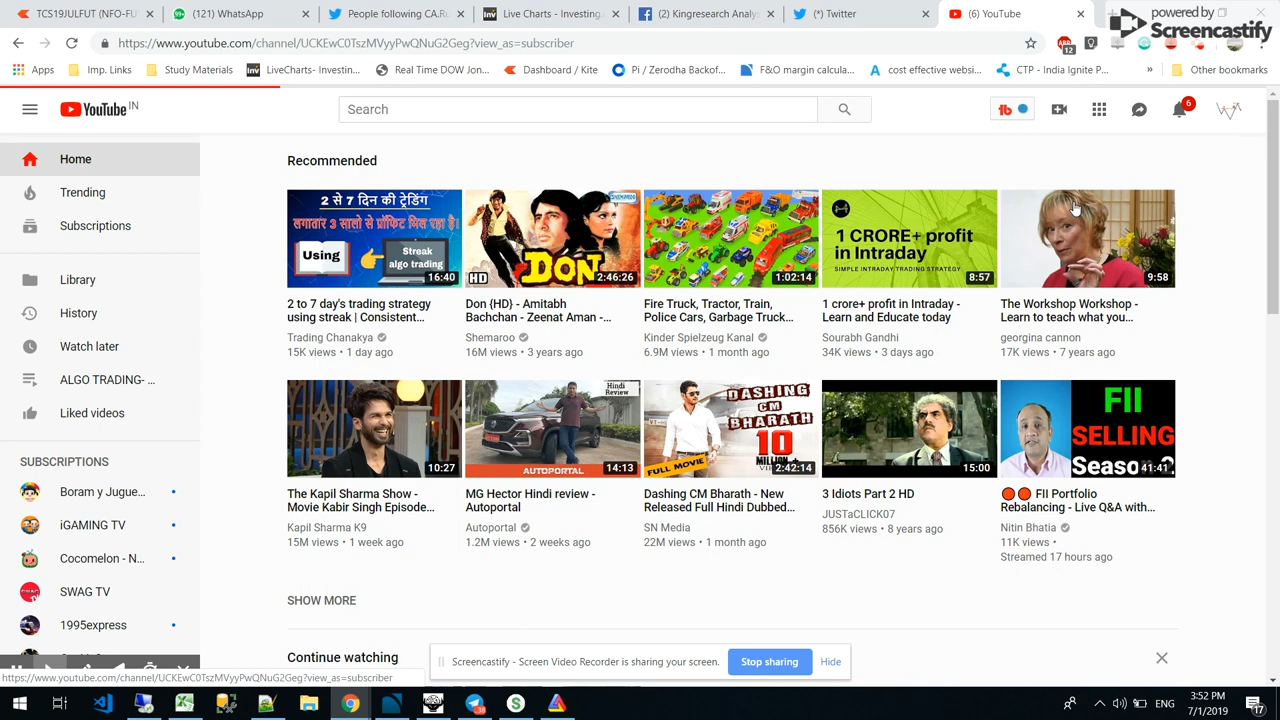 TCS19JULFUT (NFO-FU
(121) WhatsApp
People following CA.Ru
Live Charts - Investing.
(2) Kingresearch Analys
(*) Twitter
(6) YouTube
powered by
Screencastify
https://www.youtube.com/channel/UCKEwC0TszMVyyPwQNuG2Geg?view_as=subscriber
12
Apps
Imp. Links
Study Materials
LiveCharts- Investin...
Real Time DOW Jon...
Dashboard / Kite
Pi / Zerodha Backof...
F&O margin calcula...
cost effective websi...
CTP - India Ignite P...
»
Other bookmarks
YouTube IN
Search
6
Home
Trending
Subscriptions
Library
History
Watch later
ALGO TRADING- ...
Liked videos
SUBSCRIPTIONS
Boram y Jugue...
iGAMING TV
Cocomelon - N...
SWAG TV
1995express
Recommended
2 से 7 दिन की ट्रेडिंग
लगातार 3 सालो से प्रॉफिट मिल रहा है।
Using
Streak
algo trading
16:40
SHEMAROO
HD
DON
2:46:26
1:02:14
1 CRORE+ profit
in Intraday
SIMPLE INTRADAY TRADING STRATEGY
8:57
9:58
2 to 7 day's trading strategy
using streak | Consistent...
Trading Chanakya
15K views • 1 day ago
Don {HD} - Amitabh
Bachchan - Zeenat Aman -...
Shemaroo
16M views • 3 years ago
Fire Truck, Tractor, Train,
Police Cars, Garbage Truck...
Kinder Spielzeug Kanal
6.9M views • 1 month ago
1 crore+ profit in Intraday -
Learn and Educate today
Sourabh Gandhi
34K views • 3 days ago
The Workshop Workshop -
Learn to teach what you...
georgina cannon
17K views • 7 years ago
10:27
Hindi
Review
AUTOPORTAL
14:13
DASHING
CM
BHARATH
10
MILLION
FULL MOVIE
2:42:14
15:00
FII
SELLING
Season 2
41:41
The Kapil Sharma Show -
Movie Kabir Singh Episode...
Kapil Sharma K9
15M views • 1 week ago
MG Hector Hindi review -
Autoportal
Autoportal
1.2M views • 2 weeks ago
Dashing CM Bharath - New
Released Full Hindi Dubbed...
SN Media
22M views • 1 month ago
3 Idiots Part 2 HD
JUSTaCLICK07
856K views • 8 years ago
FII Portfolio
Rebalancing - Live Q&A with...
Nitin Bhatia
11K views •
Streamed 17 hours ago
SHOW MORE
Continue watching
Screencastify - Screen Video Recorder is sharing your screen.
Stop sharing
Hide
https://www.youtube.com/channel/UCKEwC0TszMVyyPwQNuG2Geg?view_as=subscriber
38
ENG
3:52 PM
7/1/2019
17